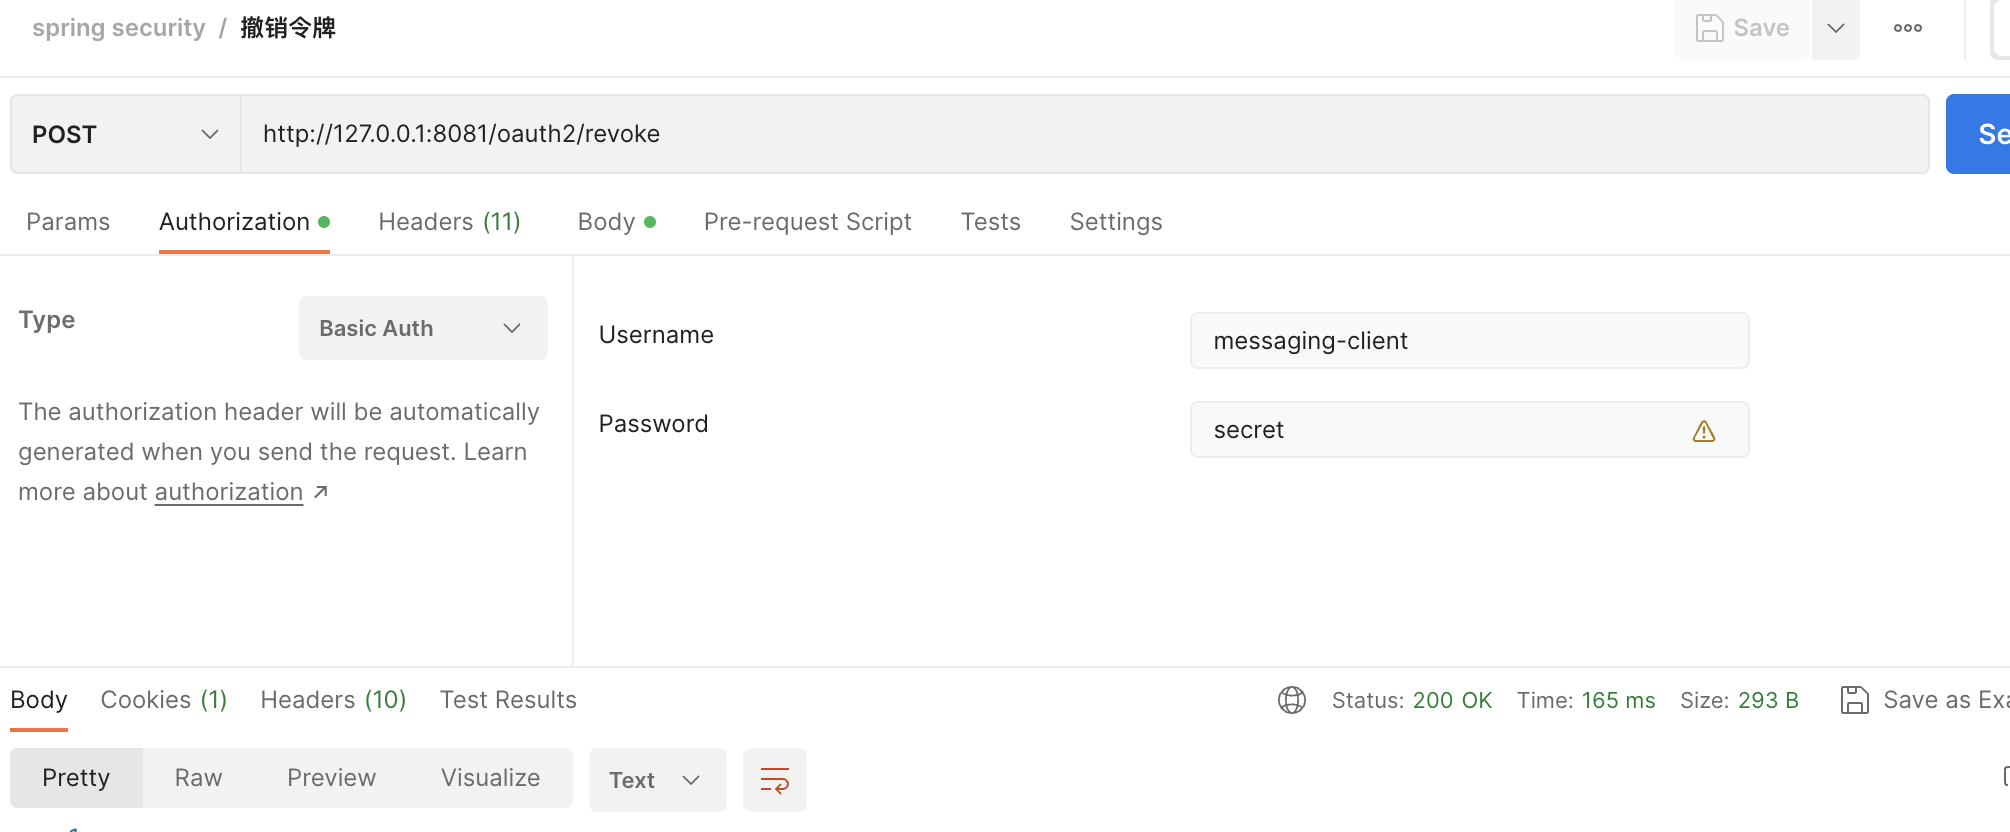 spring security / 撤销令牌
Save
POST
http://127.0.0.1:8081/oauth2/revoke
Params
Authorization
Headers (11)
Body
Pre-request Script
Tests
Settings
Type
Basic Auth
The authorization header will be automatically
generated when you send the request. Learn
more about authorization ↗
Username
messaging-client
Password
secret
Body
Cookies (1)
Headers (10)
Test Results
Status: 200 OK
Time: 165 ms
Size: 293 B
Save as
Pretty
Raw
Preview
Visualize
Text